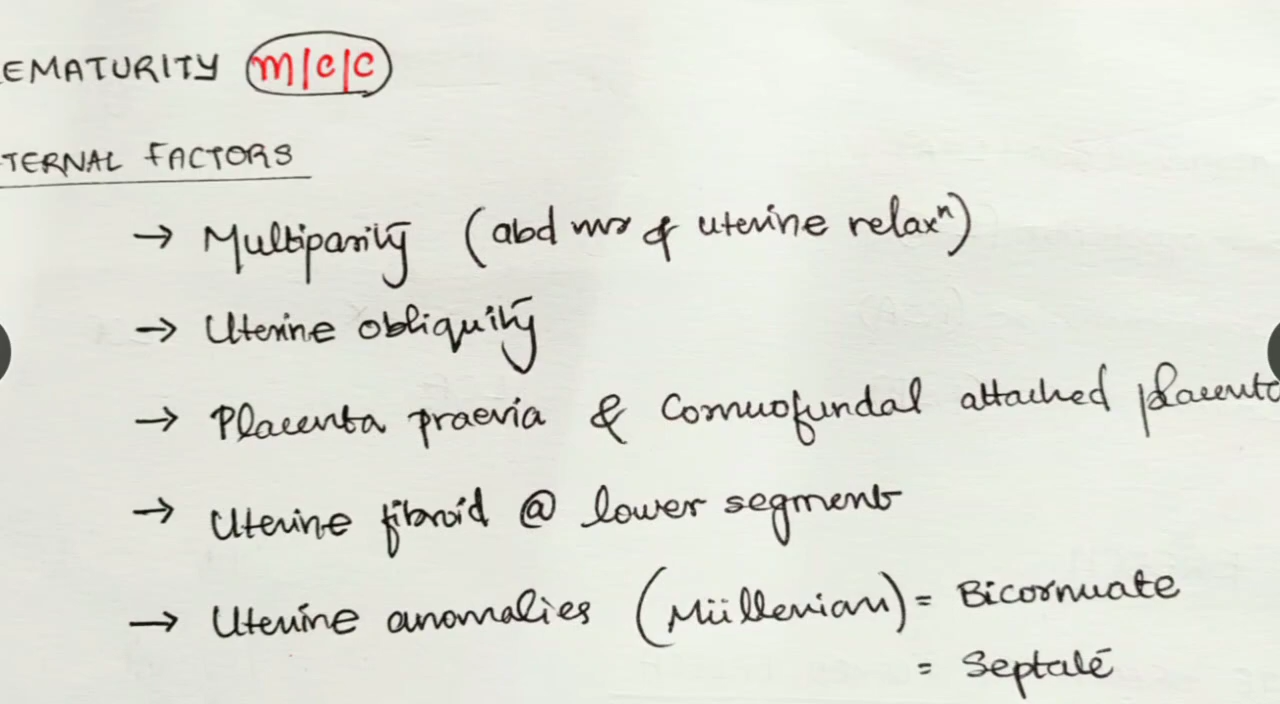 EMATURITY m/c/c
TERNAL FACTORS
→ Multiparity (abd ms & uterine relaxⁿ)
→ Uterine obliquity
→ Placenta praevia & Cornuofundal attached placenta
→ Uterine fibroid @ lower segment
→ Uterine anomalies (Müllerian) = Bicornuate
= Septate